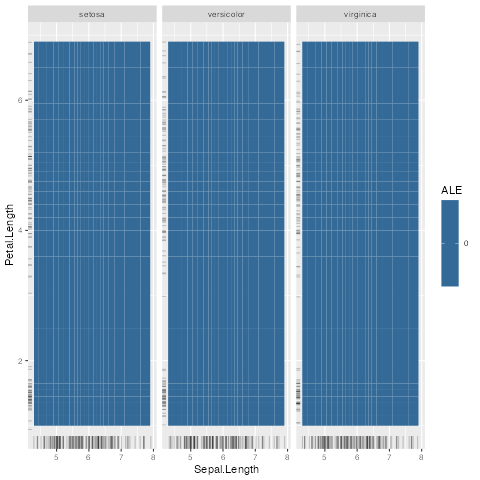 setosa versicolor virginica
ALE
6
4
2
0
Petal.Length
5 6 7 8 5 6 7 8 5 6 7 8
Sepal.Length